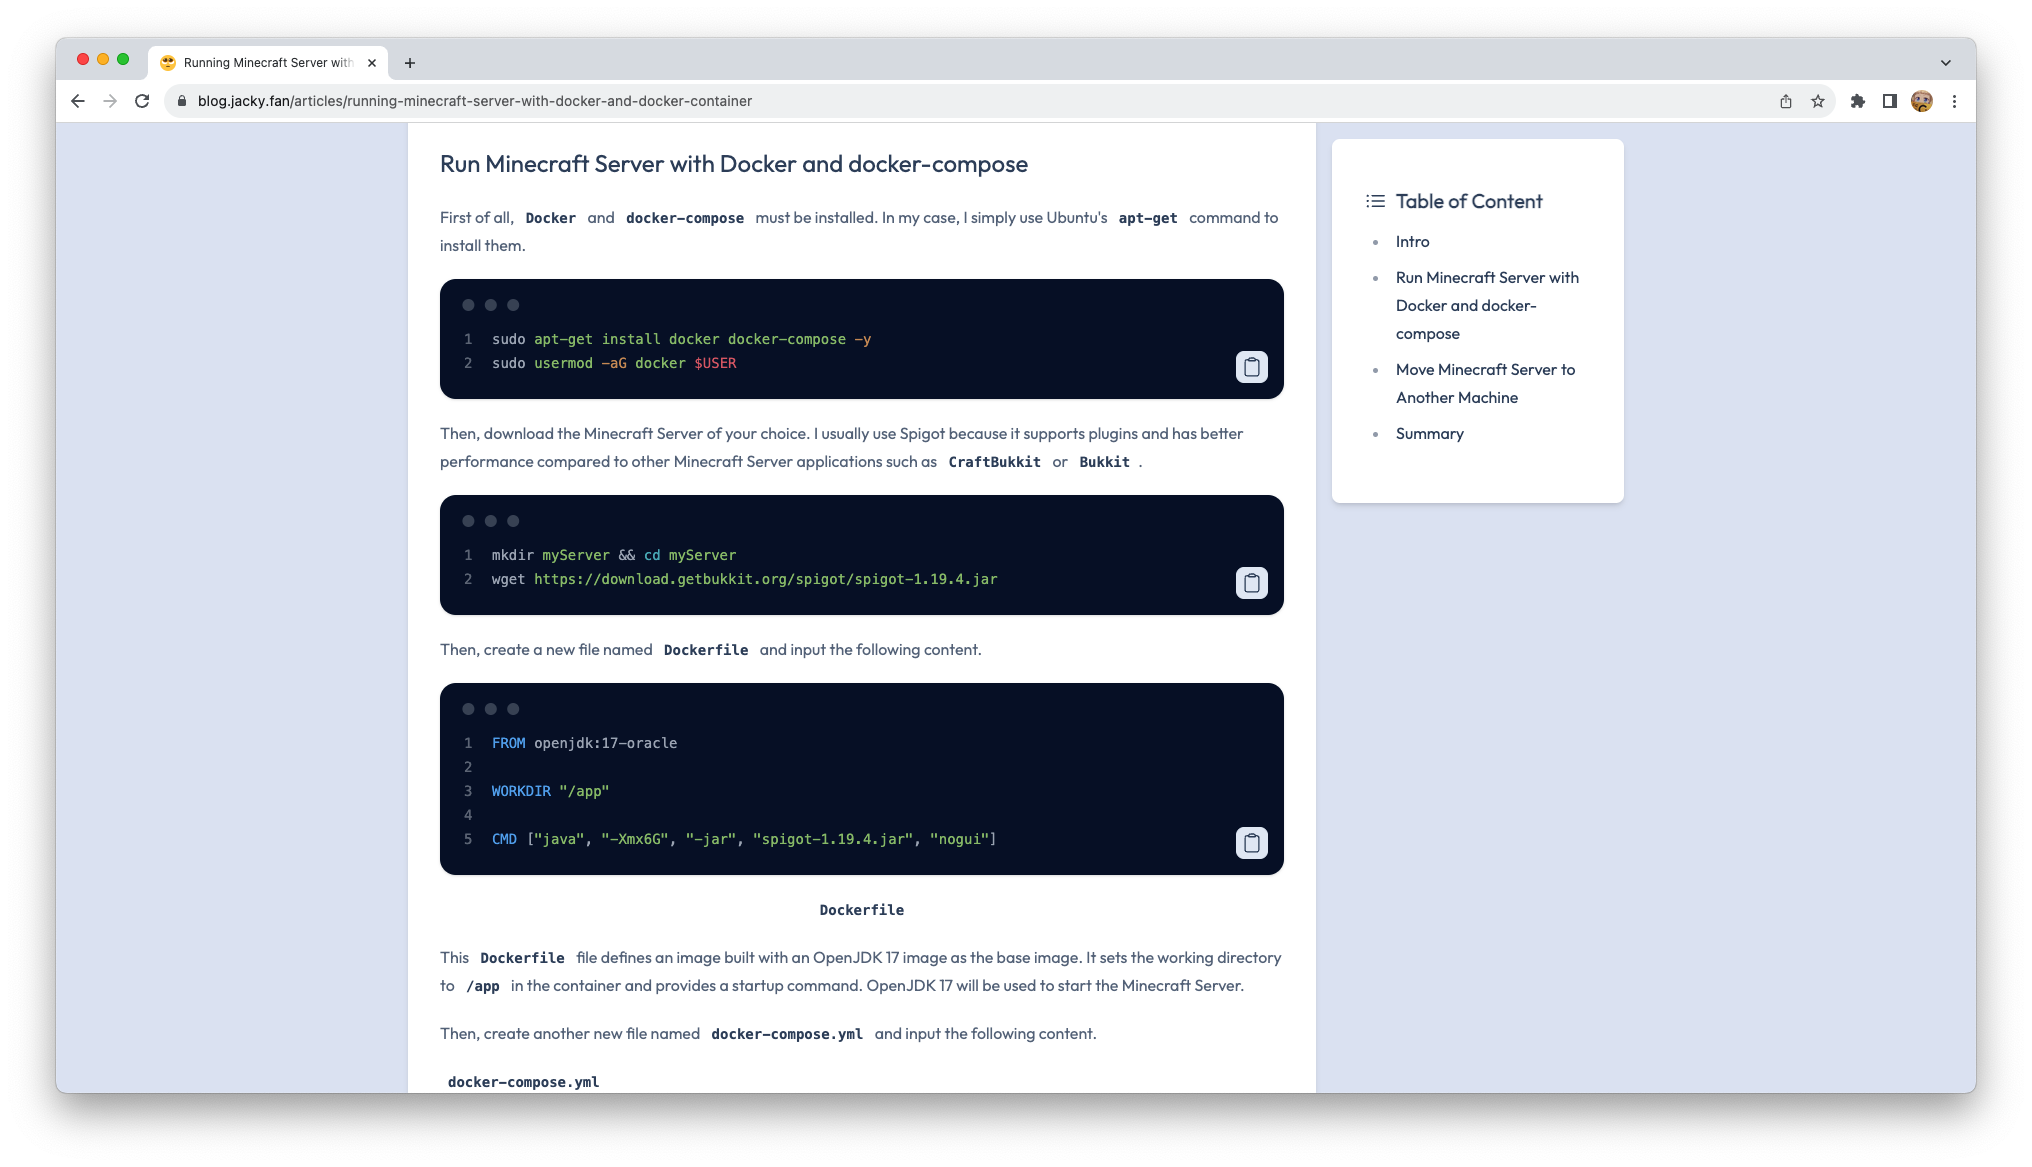 Running Minecraft Server with
blog.jacky.fan/articles/running-minecraft-server-with-docker-and-docker-container
Run Minecraft Server with Docker and docker-compose
First of all, Docker and docker-compose must be installed. In my case, I simply use Ubuntu's apt-get command to
install them.
1 sudo apt-get install docker docker-compose -y
2 sudo usermod -aG docker $USER
Then, download the Minecraft Server of your choice. I usually use Spigot because it supports plugins and has better
performance compared to other Minecraft Server applications such as CraftBukkit or Bukkit .
1 mkdir myServer && cd myServer
2 wget https://download.getbukkit.org/spigot/spigot-1.19.4.jar
Then, create a new file named Dockerfile and input the following content.
1 FROM openjdk:17-oracle
2
3 WORKDIR "/app"
4
5 CMD ["java", "-Xmx6G", "-jar", "spigot-1.19.4.jar", "nogui"]
Dockerfile
This Dockerfile file defines an image built with an OpenJDK 17 image as the base image. It sets the working directory
to /app in the container and provides a startup command. OpenJDK 17 will be used to start the Minecraft Server.
Then, create another new file named docker-compose.yml and input the following content.
docker-compose.yml
Table of Content
Intro
Run Minecraft Server with
Docker and docker-
compose
Move Minecraft Server to
Another Machine
Summary